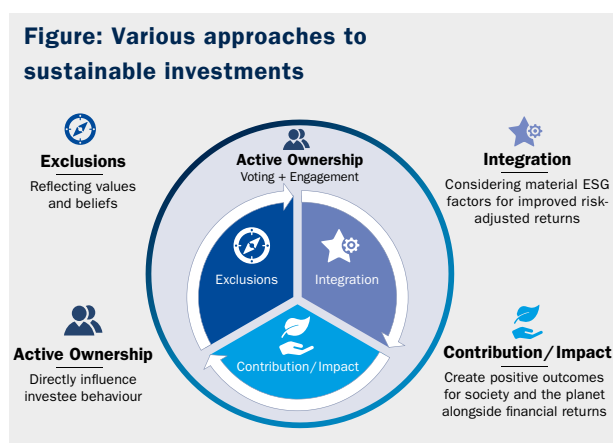 Figure: Various approaches to
sustainable investments
Exclusions
Reflecting values
and beliefs
Active Ownership
Voting + Engagement
Integration
Considering material ESG
factors for improved risk-
adjusted returns
Exclusions
Integration
Contribution/Impact
Active Ownership
Directly influence
investee behaviour
Contribution/Impact
Create positive outcomes
for society and the planet
alongside financial returns